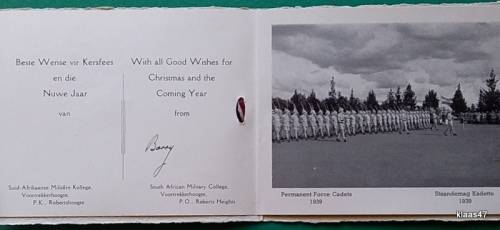 Beste Wense vir Kersfees
en die
Nuwe Jaar
van
Suid Afrikaanse Militêre Kollege,
Voortrekkerhoogte,
P.K., Robertshoogte
With all Good Wishes for
Christmas and the
Coming Year
from
Barry
South African Military College,
Voortrekkerhoogte,
P.O., Roberts Heights
Permanent Force Cadets
1939
Staandemag Kadette
1939
klaas47